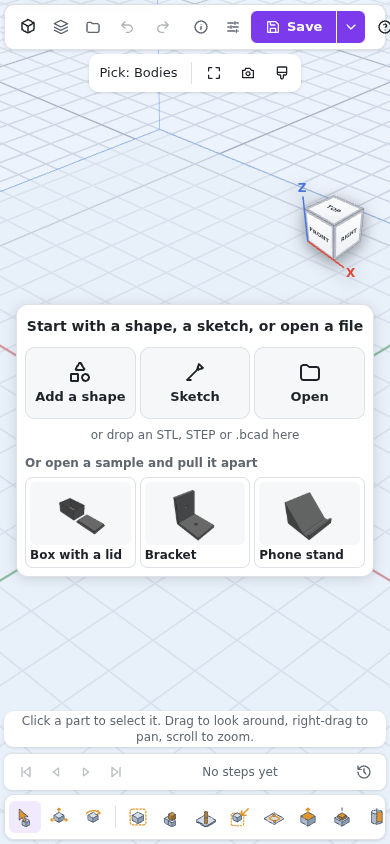 Save
Pick: Bodies
Z
TOP
FRONT
RIGHT
X
Start with a shape, a sketch, or open a file
Add a shape
Sketch
Open
or drop an STL, STEP or .bcad here
Or open a sample and pull it apart
Box with a lid
Bracket
Phone stand
Click a part to select it. Drag to look around, right-drag to
pan, scroll to zoom.
No steps yet